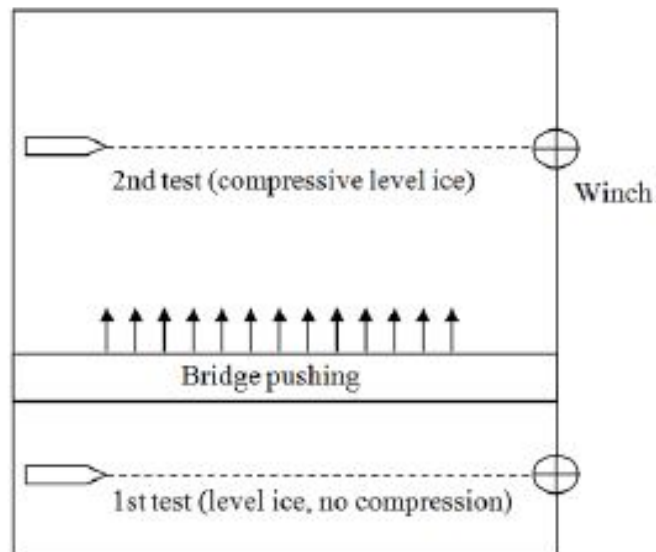 2nd test (compressive level ice)
Winch
Bridge pushing
1st test (level ice, no compression)